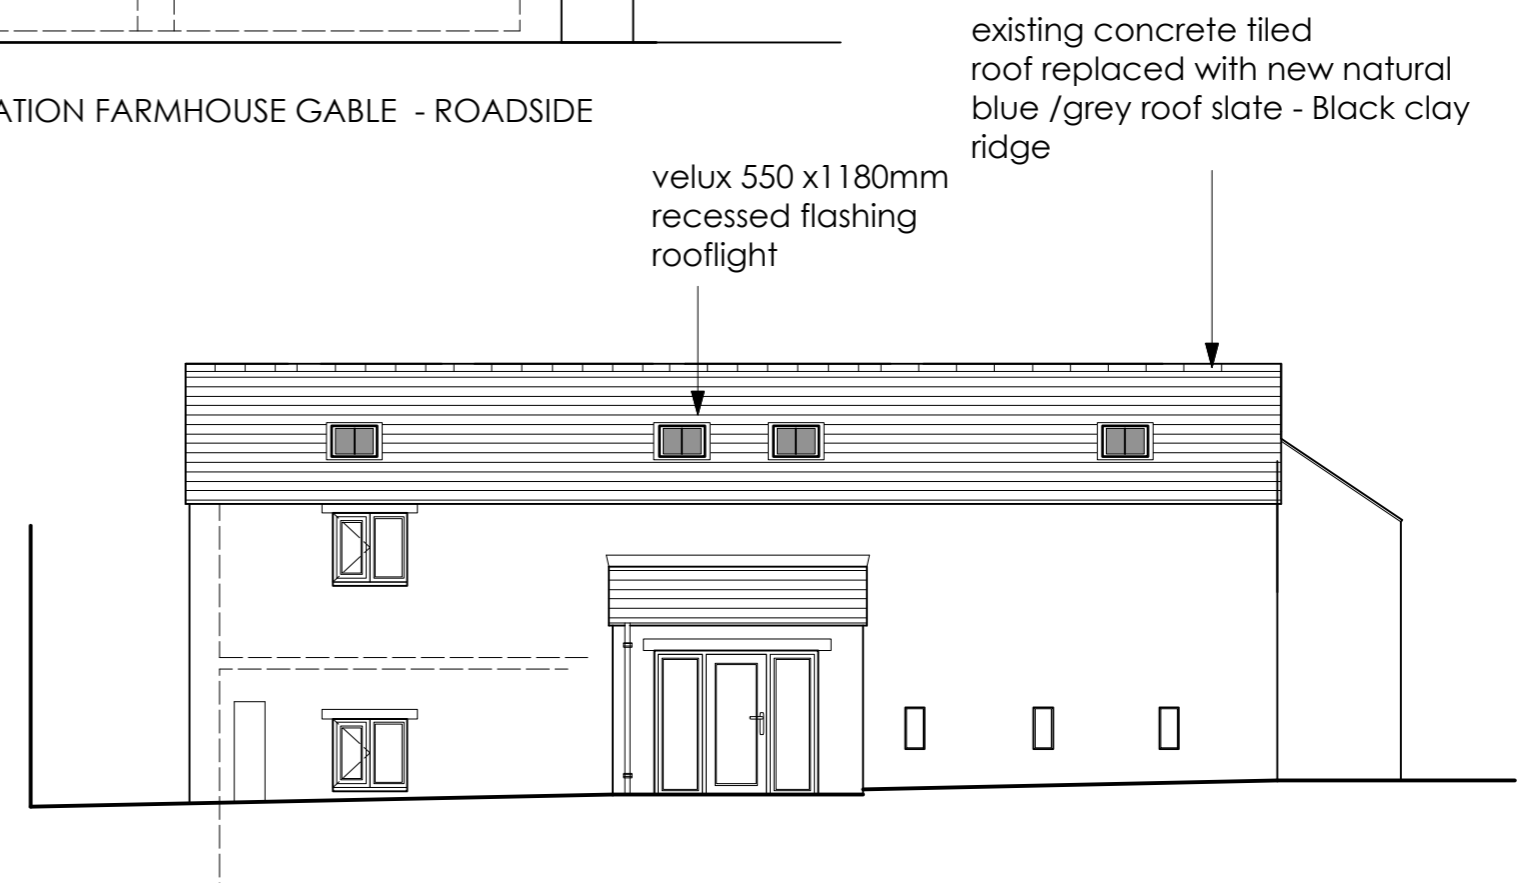 existing concrete tiled
roof replaced with new natural
blue /grey roof slate - Black clay
ridge
ATION FARMHOUSE GABLE - ROADSIDE
velux 550 x1180mm
recessed flashing
rooflight